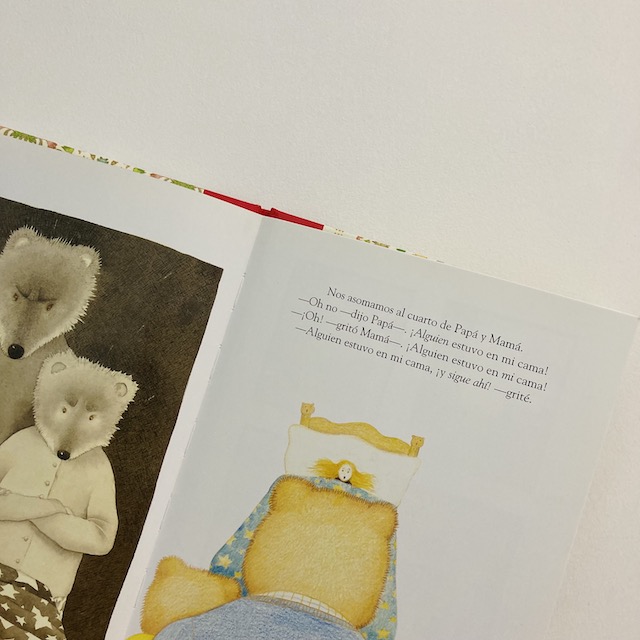 Nos asomamos al cuarto de Papá y Mamá.
—Oh no —dijo Papá—. ¡Alguien estuvo en mi cama!
—¡Oh! —gritó Mamá—. ¡Alguien estuvo en mi cama!
—Alguien estuvo en mi cama, ¡y sigue ahí! —grité.